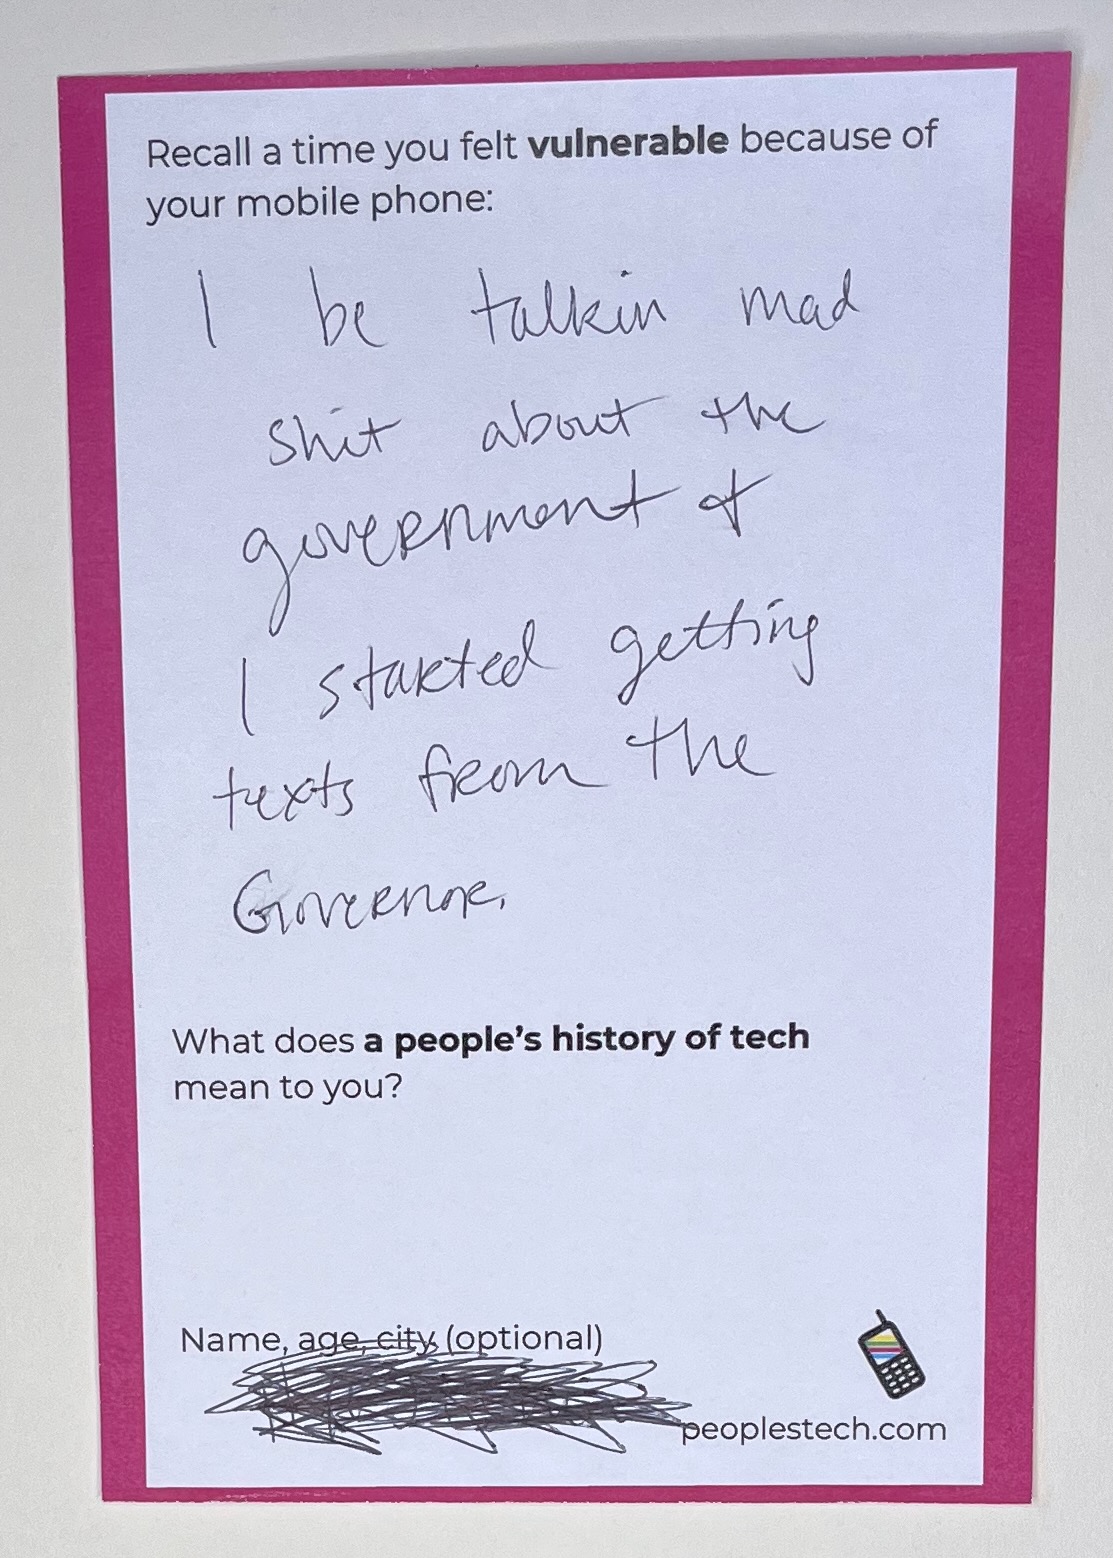 Recall a time you felt vulnerable because of
your mobile phone:
I be talkin mad
shit about the
government &
I started getting
texts from the
Governor.
What does a people's history of tech
mean to you?
Name, age, city, (optional)
peoplestech.com